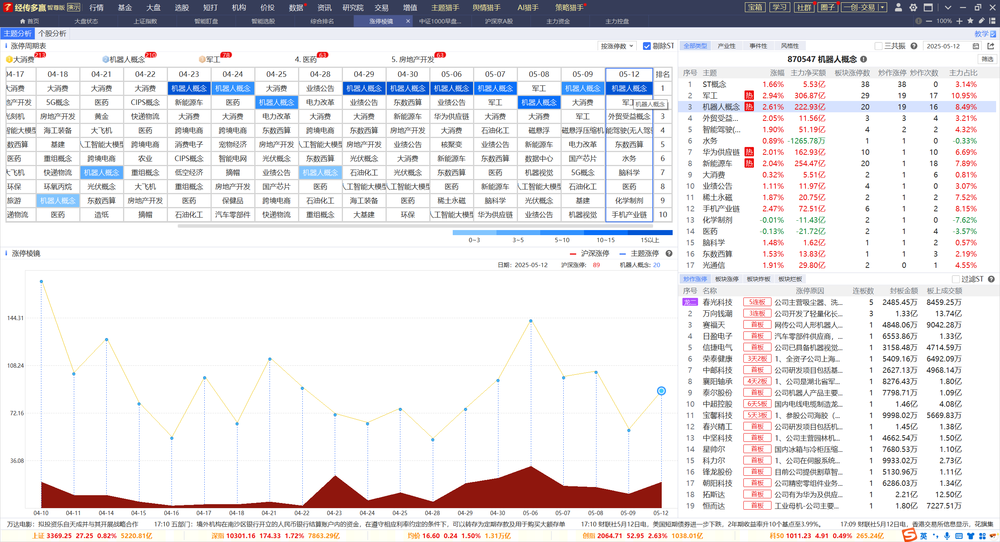 经传多赢 智尊版 演示 行情 基金 大盘 选股 短打 机构 价投 数据 资讯 研究院 交易 增值 主题猎手 舆情猎手 AI猎手 策略猎手 宝箱 学习 社群 圈子 一创-交易
首页 大盘状态 上证指数 智能盯盘 智能选股 综合排名 涨停棱镜 中证1000早盘... 沪深京A股 主力资金 主力控盘 100%
主题分析 个股分析 教学
涨停周期表 按涨停数 剔除ST
1 大消费 213 2 机器人概念 210 3 军工 78 4. 医药 63 5. 房地产开发 63
04-17 04-18 04-21 04-22 04-23 04-24 04-25 04-28 04-29 04-30 05-06 05-07 05-08 05-09 05-12 排名
大消费 大消费 大消费 大消费 机器人概念 机器人概念 大消费 业绩公告 机器人概念 机器人概念 机器人概念 机器人概念 军工 机器人概念 机器人概念 1
地产开发 5G概念 医药 CIPS概念 新能源车 医药 机器人概念 电力改革 业绩公告 东数西算 业绩公告 军工 机器人概念 大消费 军工 机器人概念
光刻机 房地产开发 黄金 快递物流 大消费 大消费 电力改革 大消费 大消费 新能源车 华为供应链 大消费 大消费 军工 外贸受益概念 3
智能大模型 海工装备 大飞机 医药 跨境电商 跨境电商 东数西算 跨境电商 东数西算 房地产开发 大消费 石油化工 磁悬浮 磁悬浮压缩机 能驾驶(无人驾驶 4
数西算 基建 人工智能大模型 跨境电商 消费电子 宠物经济 房地产开发 人工智能大模型 房地产开发 业绩公告 核聚变 业绩公告 新能源车 电力改革 东数西算 5
医药 重组概念 跨境电商 农业 CIPS概念 智能电网 光伏概念 东数西算 光伏概念 大消费 新能源车 东数西算 数据中心 国产芯片 水务 6
大飞机 快递物流 机器人概念 重组概念 低空经济 摘帽 业绩公告 机器人概念 石油化工 光伏概念 东数西算 医药 机器视觉 5G概念 脑科学 7
环保 环氧丙烷 光伏概念 大飞机 重组概念 房地产开发 国产芯片 医药 人工智能大模型 人工智能大模型 医药 新能源车 人工智能大模型 石油化工 医药 8
旅游 机器人概念 东数西算 房地产开发 医药 保健品 跨境电商 石油化工 海工装备 医药 稀土永磁 脑科学 光伏概念 基建 化学制剂 9
递物流 医药 造纸 摘帽 石油化工 汽车零部件 快递物流 重组概念 大基建 环保 人工智能大模型 华为供应链 业绩公告 机器视觉 手机产业链 10
0~3 3~5 5~10 10~15 15以上
涨停棱镜 沪深涨停 主题涨停
日期: 2025-05-12 沪深涨停: 89 机器人概念: 20
144.31
108.24
72.16
36.08
04-10 04-11 04-14 04-15 04-16 04-17 04-18 04-21 04-22 04-23 04-24 04-25 04-28 04-29 04-30 05-06 05-07 05-08 05-09 05-12
全部类型 产业性 事件性 风格性 三共振 2025-05-12
870547 机器人概念 筛选
序号 主题 涨幅 主力净买额 板块涨停数 炒作涨停 炒作次数 主力占比
1 ST概念 1.66% 5.53亿 38 38 0 3.14%
2 军工 热 2.94% 306.87亿 29 19 17 10.95%
3 机器人概念 热 2.61% 222.93亿 20 19 16 8.49%
4 外贸受益... 2.05% 11.56亿 3 3 4 3.21%
5 智能驾驶(... 1.90% 51.19亿 4 2 2 4.32%
6 水务 0.89% -1265.78万 1 1 0 -0.33%
7 华为供应链 热 2.01% 162.93亿 10 1 10 6.69%
8 新能源车 热 2.04% 254.47亿 20 1 18 7.89%
9 大消费 0.32% 5.51亿 2 1 6 0.81%
10 业绩公告 1.11% 11.97亿 4 1 0 3.07%
11 稀土永磁 1.87% 20.75亿 2 1 2 7.52%
12 手机产业链 2.47% 72.51亿 6 1 2 8.15%
13 化学制剂 -0.01% -11.43亿 2 1 0 -7.62%
14 医药 -0.13% -21.72亿 2 1 4 -3.57%
15 脑科学 1.48% 1.62亿 1 1 2 0.57%
16 东数西算 1.53% 13.83亿 1 1 3 2.19%
17 光通信 1.91% 29.80亿 2 0 1 4.55%
炒作涨停 板块涨停 板块炸板 板块烂板 过滤ST
序号 名称 涨停原因 连板数 封板金额 板上成交额
龙二 春光科技 5连板 公司主营吸尘器、洗... 5 2485.45万 8459.25万
2 万向钱潮 3连板 公司开发了轻量化长... 3 1.33亿 13.74亿
3 赛福天 首板 网传公司人形机器人... 1 4848.06万 9042.28万
4 日盈电子 首板 汽车零部件供应商，... 1 6553.86万 1.33亿
5 信捷电气 首板 公司已具备机器视觉... 1 3158.48万 4714.59万
6 荣泰健康 3天2板 1、全资子公司上海... 1 5409.16万 6492.09万
7 中邮科技 首板 公司研发项目包括基... 1 2627.13万 4968.14万
8 襄阳轴承 4天2板 1、公司是湖北省军... 1 8276.43万 1.80亿
9 泰尔股份 首板 公司机器人产品主要... 1 7798.71万 1.09亿
10 中超控股 6天5板 国内电线电缆制造龙... 1 1.46亿 4.08亿
11 宝馨科技 5天3板 1、参股公司海胶（... 1 9998.02万 5669.83万
12 春兴精工 首板 公司研发项目包括机... 1 1.45亿 1.38亿
13 中坚科技 首板 1、公司主营园林机... 1 4662.54万 1.50亿
14 星帅尔 首板 国内冰箱与冷柜压缩... 1 7680.53万 1.10亿
15 科力尔 首板 1、公司在伺服系统... 1 9933.02万 2.73亿
16 锋龙股份 首板 目前公司提供割草智... 1 5130.96万 1.11亿
17 朝阳科技 首板 公司精密零组件业务... 1 6286.03万 1.34亿
18 拓斯达 首板 公司有为华为及供应... 1 2.21亿 12.50亿
19 恒而达 首板 工业母机-公司主要... 1 1.80亿 7227.51万
万达电影：拟投资乐自天成并与其开展战略合作 17:10 五部门：境外机构在南沙区银行开立的人民币银行结算账户内的资金，在遵守相应利率约定的条件下，可以转存为定期存款及用于购买大额存单 17:10 财联社5月12日电，美国短期债券进一步下跌，2年期收益率升10个基点至3.99%。 17:09 财联社5月12日电，香港交易所信息显示，花旗集
上证 3369.25 27.25 0.82% 5220.81亿 深指 10301.16 174.33 1.72% 7863.29亿 均价 16.60 0.24 1.50% 1.31万亿 创指 2064.71 52.95 2.63% 1038.01亿 科50 1011.23 4.91 0.49% 265.24亿 英